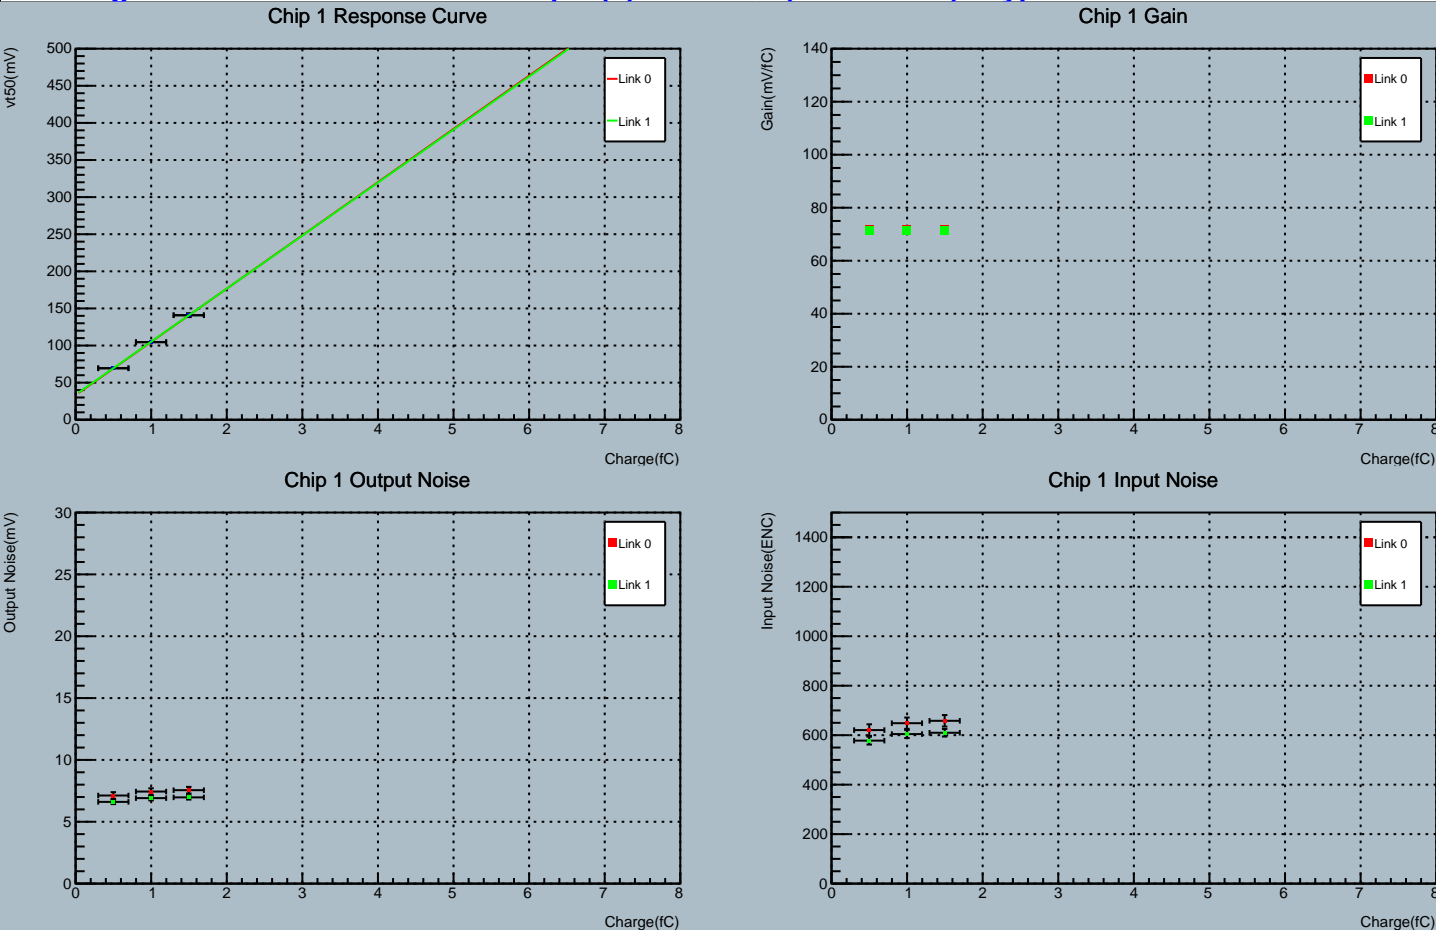 Chip 1 Response Curve
vt50(mV)
500
450
400
350
300
250
200
150
100
50
0
0 1 2 3 4 5 6 7 8
Charge(fC)
Link 0
Link 1
Chip 1 Gain
Gain(mV/fC)
140
120
100
80
60
40
20
0
0 1 2 3 4 5 6 7 8
Charge(fC)
Link 0
Link 1
Chip 1 Output Noise
Output Noise(mV)
30
25
20
15
10
5
0
0 1 2 3 4 5 6 7 8
Charge(fC)
Link 0
Link 1
Chip 1 Input Noise
Input Noise(ENC)
1400
1200
1000
800
600
400
200
0
0 1 2 3 4 5 6 7 8
Charge(fC)
Link 0
Link 1